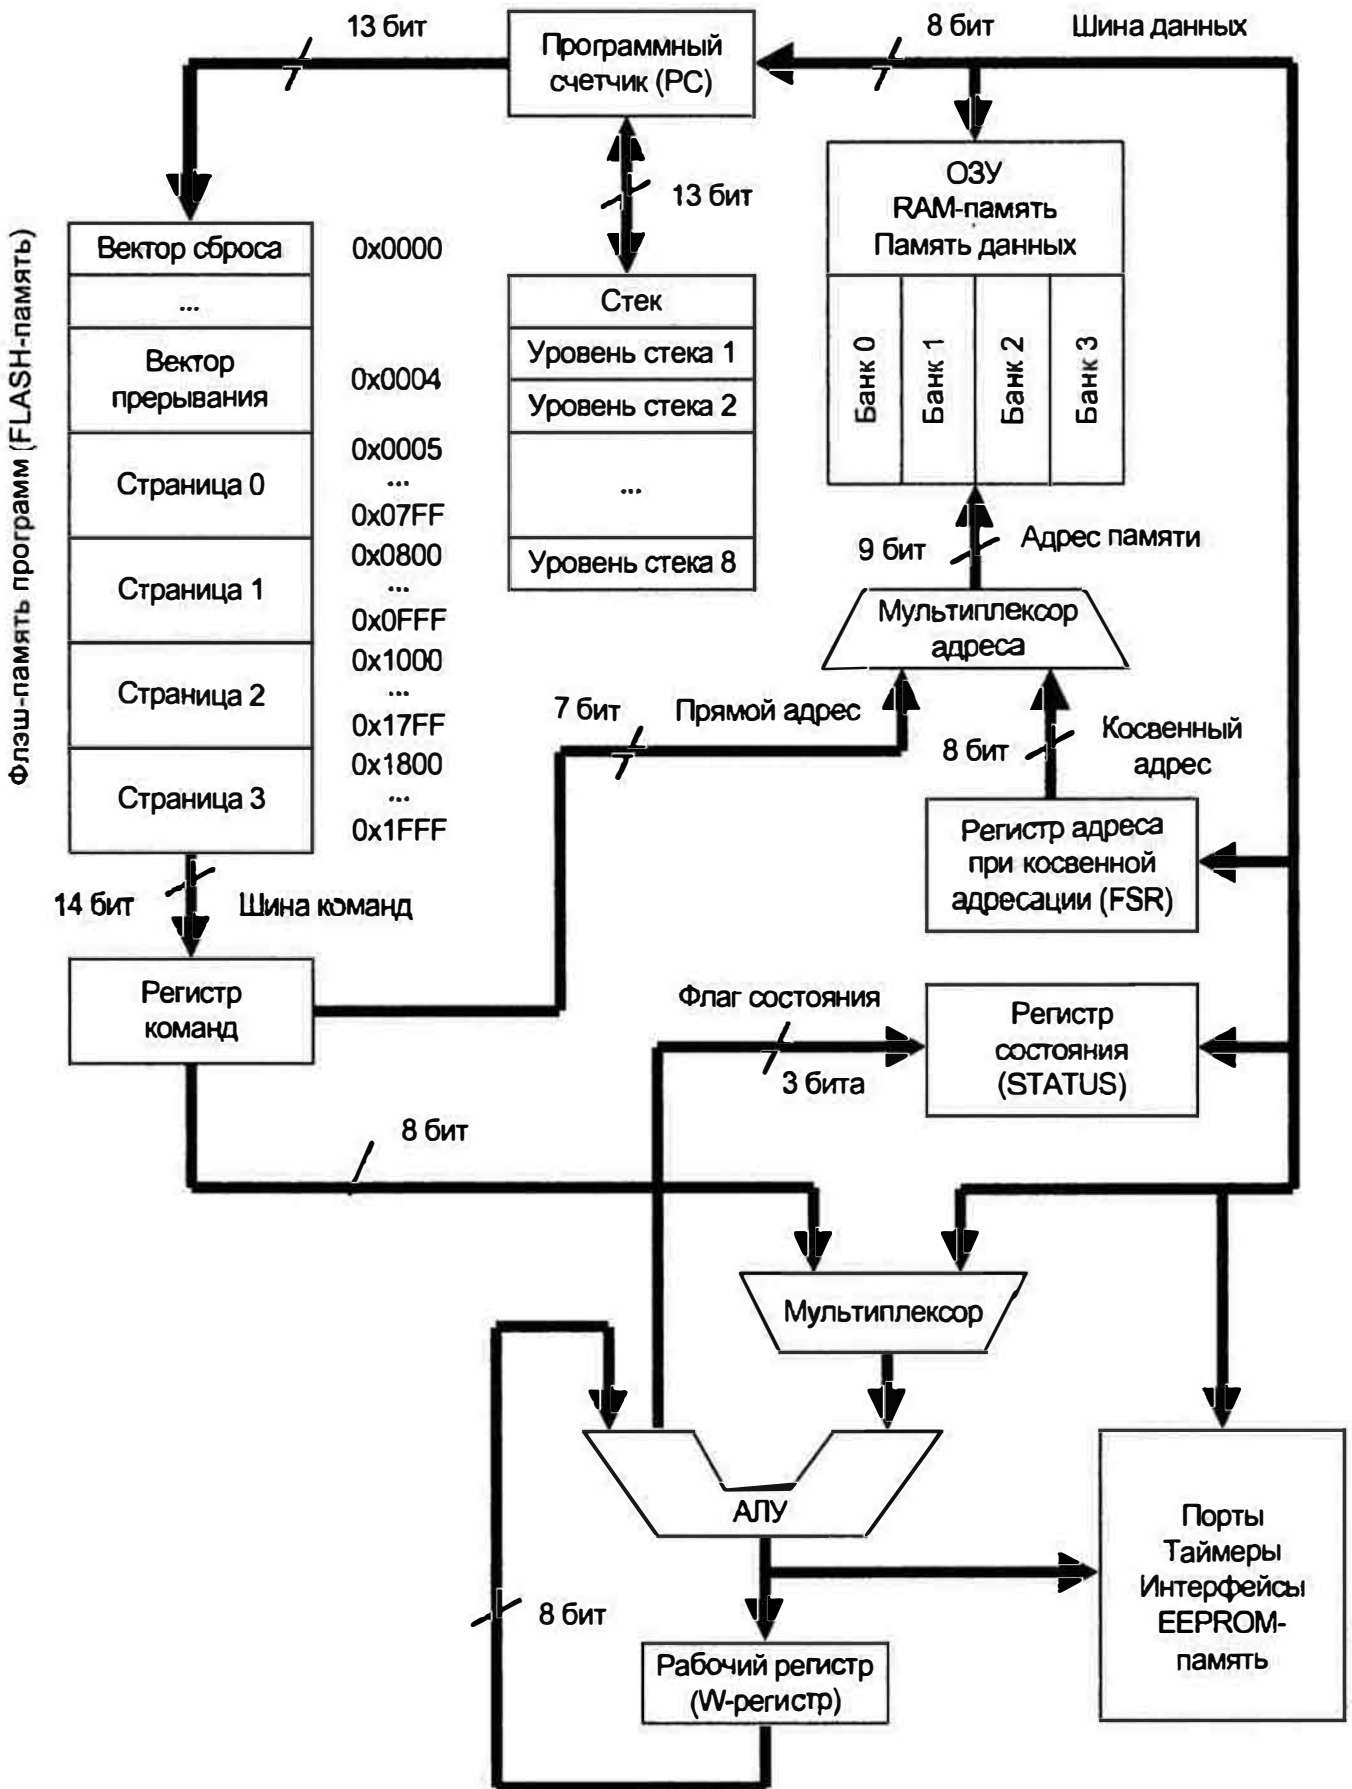 13 бит
Программный
счетчик (PC)
8 бит
Шина данных
13 бит
ОЗУ
RAM-память
Память данных
Банк 0
Банк 1
Банк 2
Банк 3
Флэш-память программ (FLASH-память)
Вектор сброса
0x0000
...
Вектор
прерывания
0x0004
Страница 0
0x0005
...
0x07FF
Страница 1
0x0800
...
0x0FFF
Страница 2
0x1000
...
0x17FF
Страница 3
0x1800
...
0x1FFF
Стек
Уровень стека 1
Уровень стека 2
...
Уровень стека 8
9 бит
Адрес памяти
Мультиплексор
адреса
7 бит
Прямой адрес
8 бит
Косвенный
адрес
Регистр адреса
при косвенной
адресации (FSR)
14 бит
Шина команд
Регистр
команд
Флаг состояния
3 бита
Регистр
состояния
(STATUS)
8 бит
Мультиплексор
АЛУ
8 бит
Рабочий регистр
(W-регистр)
Порты
Таймеры
Интерфейсы
EEPROM-
память